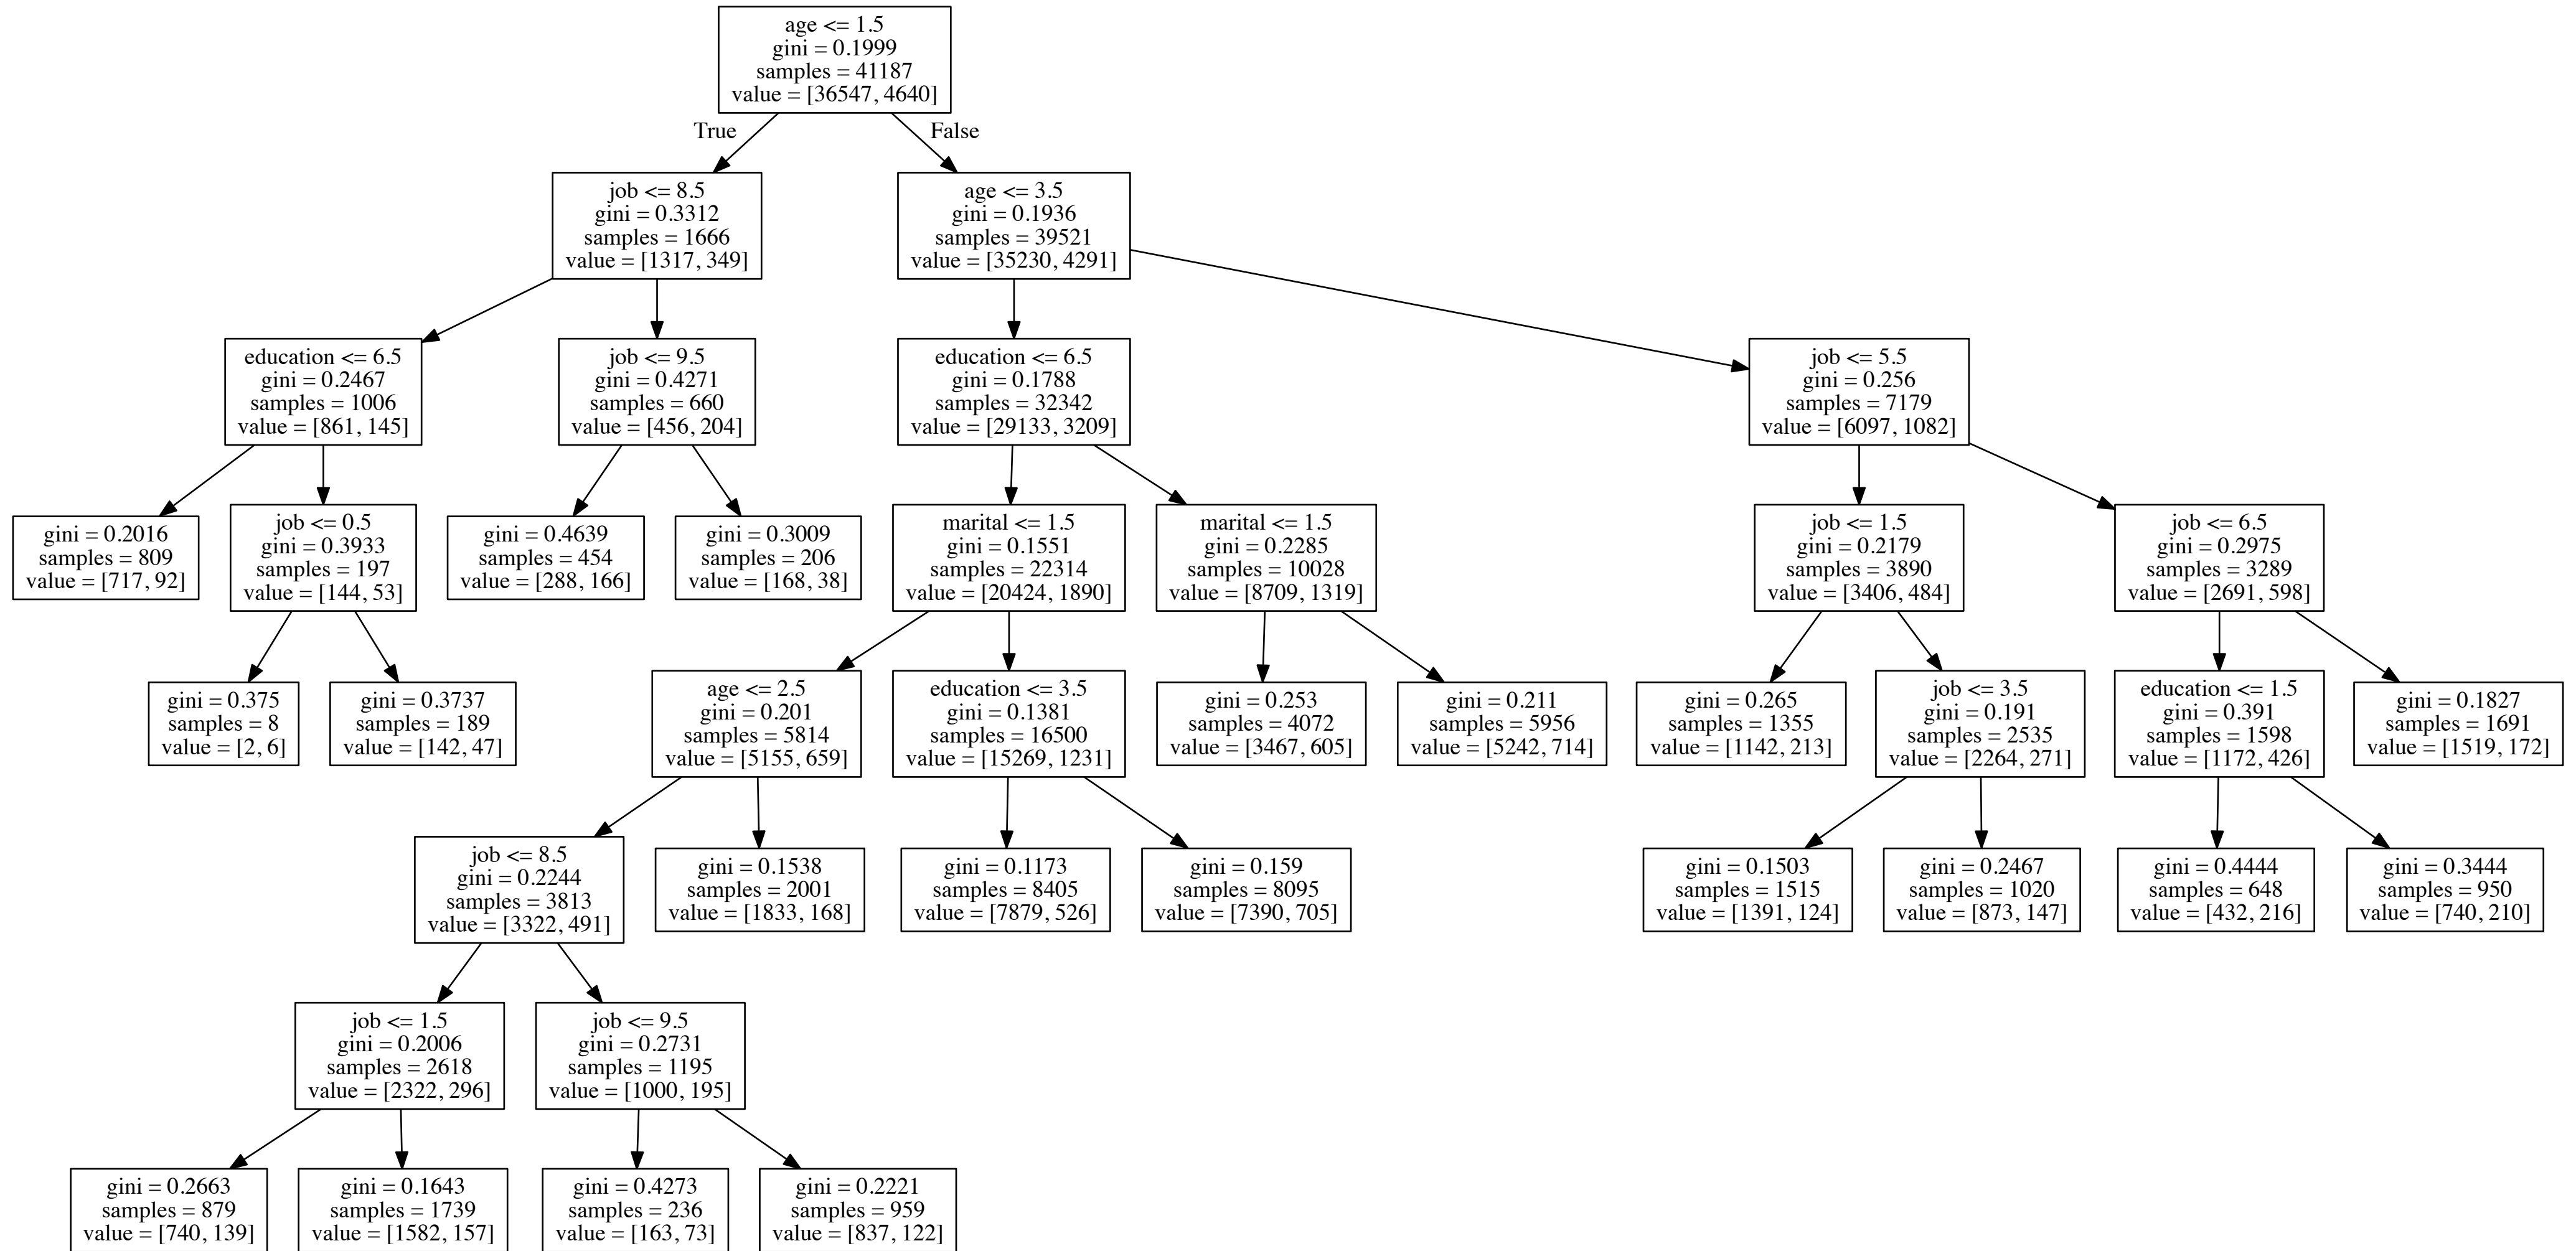 age <= 1.5
gini = 0.1999
samples = 41187
value = [36547, 4640]
True
False
job <= 8.5
gini = 0.3312
samples = 1666
value = [1317, 349]
age <= 3.5
gini = 0.1936
samples = 39521
value = [35230, 4291]
education <= 6.5
gini = 0.2467
samples = 1006
value = [861, 145]
job <= 9.5
gini = 0.4271
samples = 660
value = [456, 204]
education <= 6.5
gini = 0.1788
samples = 32342
value = [29133, 3209]
job <= 5.5
gini = 0.256
samples = 7179
value = [6097, 1082]
gini = 0.2016
samples = 809
value = [717, 92]
job <= 0.5
gini = 0.3933
samples = 197
value = [144, 53]
gini = 0.4639
samples = 454
value = [288, 166]
gini = 0.3009
samples = 206
value = [168, 38]
marital <= 1.5
gini = 0.1551
samples = 22314
value = [20424, 1890]
marital <= 1.5
gini = 0.2285
samples = 10028
value = [8709, 1319]
job <= 1.5
gini = 0.2179
samples = 3890
value = [3406, 484]
job <= 6.5
gini = 0.2975
samples = 3289
value = [2691, 598]
gini = 0.375
samples = 8
value = [2, 6]
gini = 0.3737
samples = 189
value = [142, 47]
age <= 2.5
gini = 0.201
samples = 5814
value = [5155, 659]
education <= 3.5
gini = 0.1381
samples = 16500
value = [15269, 1231]
gini = 0.253
samples = 4072
value = [3467, 605]
gini = 0.211
samples = 5956
value = [5242, 714]
gini = 0.265
samples = 1355
value = [1142, 213]
job <= 3.5
gini = 0.191
samples = 2535
value = [2264, 271]
education <= 1.5
gini = 0.391
samples = 1598
value = [1172, 426]
gini = 0.1827
samples = 1691
value = [1519, 172]
job <= 8.5
gini = 0.2244
samples = 3813
value = [3322, 491]
gini = 0.1538
samples = 2001
value = [1833, 168]
gini = 0.1173
samples = 8405
value = [7879, 526]
gini = 0.159
samples = 8095
value = [7390, 705]
gini = 0.1503
samples = 1515
value = [1391, 124]
gini = 0.2467
samples = 1020
value = [873, 147]
gini = 0.4444
samples = 648
value = [432, 216]
gini = 0.3444
samples = 950
value = [740, 210]
job <= 1.5
gini = 0.2006
samples = 2618
value = [2322, 296]
job <= 9.5
gini = 0.2731
samples = 1195
value = [1000, 195]
gini = 0.2663
samples = 879
value = [740, 139]
gini = 0.1643
samples = 1739
value = [1582, 157]
gini = 0.4273
samples = 236
value = [163, 73]
gini = 0.2221
samples = 959
value = [837, 122]